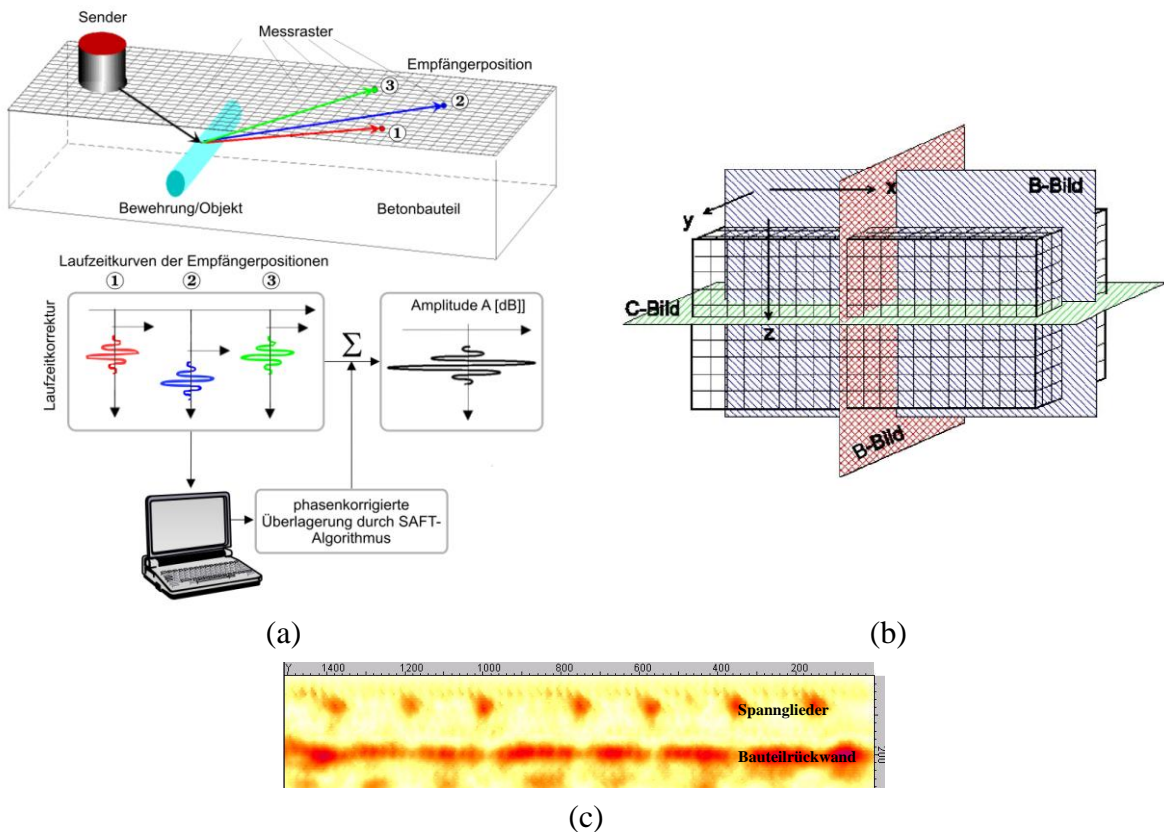 Sender
Messraster
Empfängerposition
③
②
①
Bewehrung/Objekt
Betonbauteil
Laufzeitkurven der Empfängerpositionen
① ② ③
Laufzeitkorrektur
Σ
Amplitude A [dB]]
phasenkorrigierte
Überlagerung durch SAFT-
Algorithmus
(a)
x
B-Bild
y
C-Bild
z
B-Bild
(b)
Y 1400 1200 1000 800 600 400 200
Spannglieder
Bauteilrückwand
200
(c)